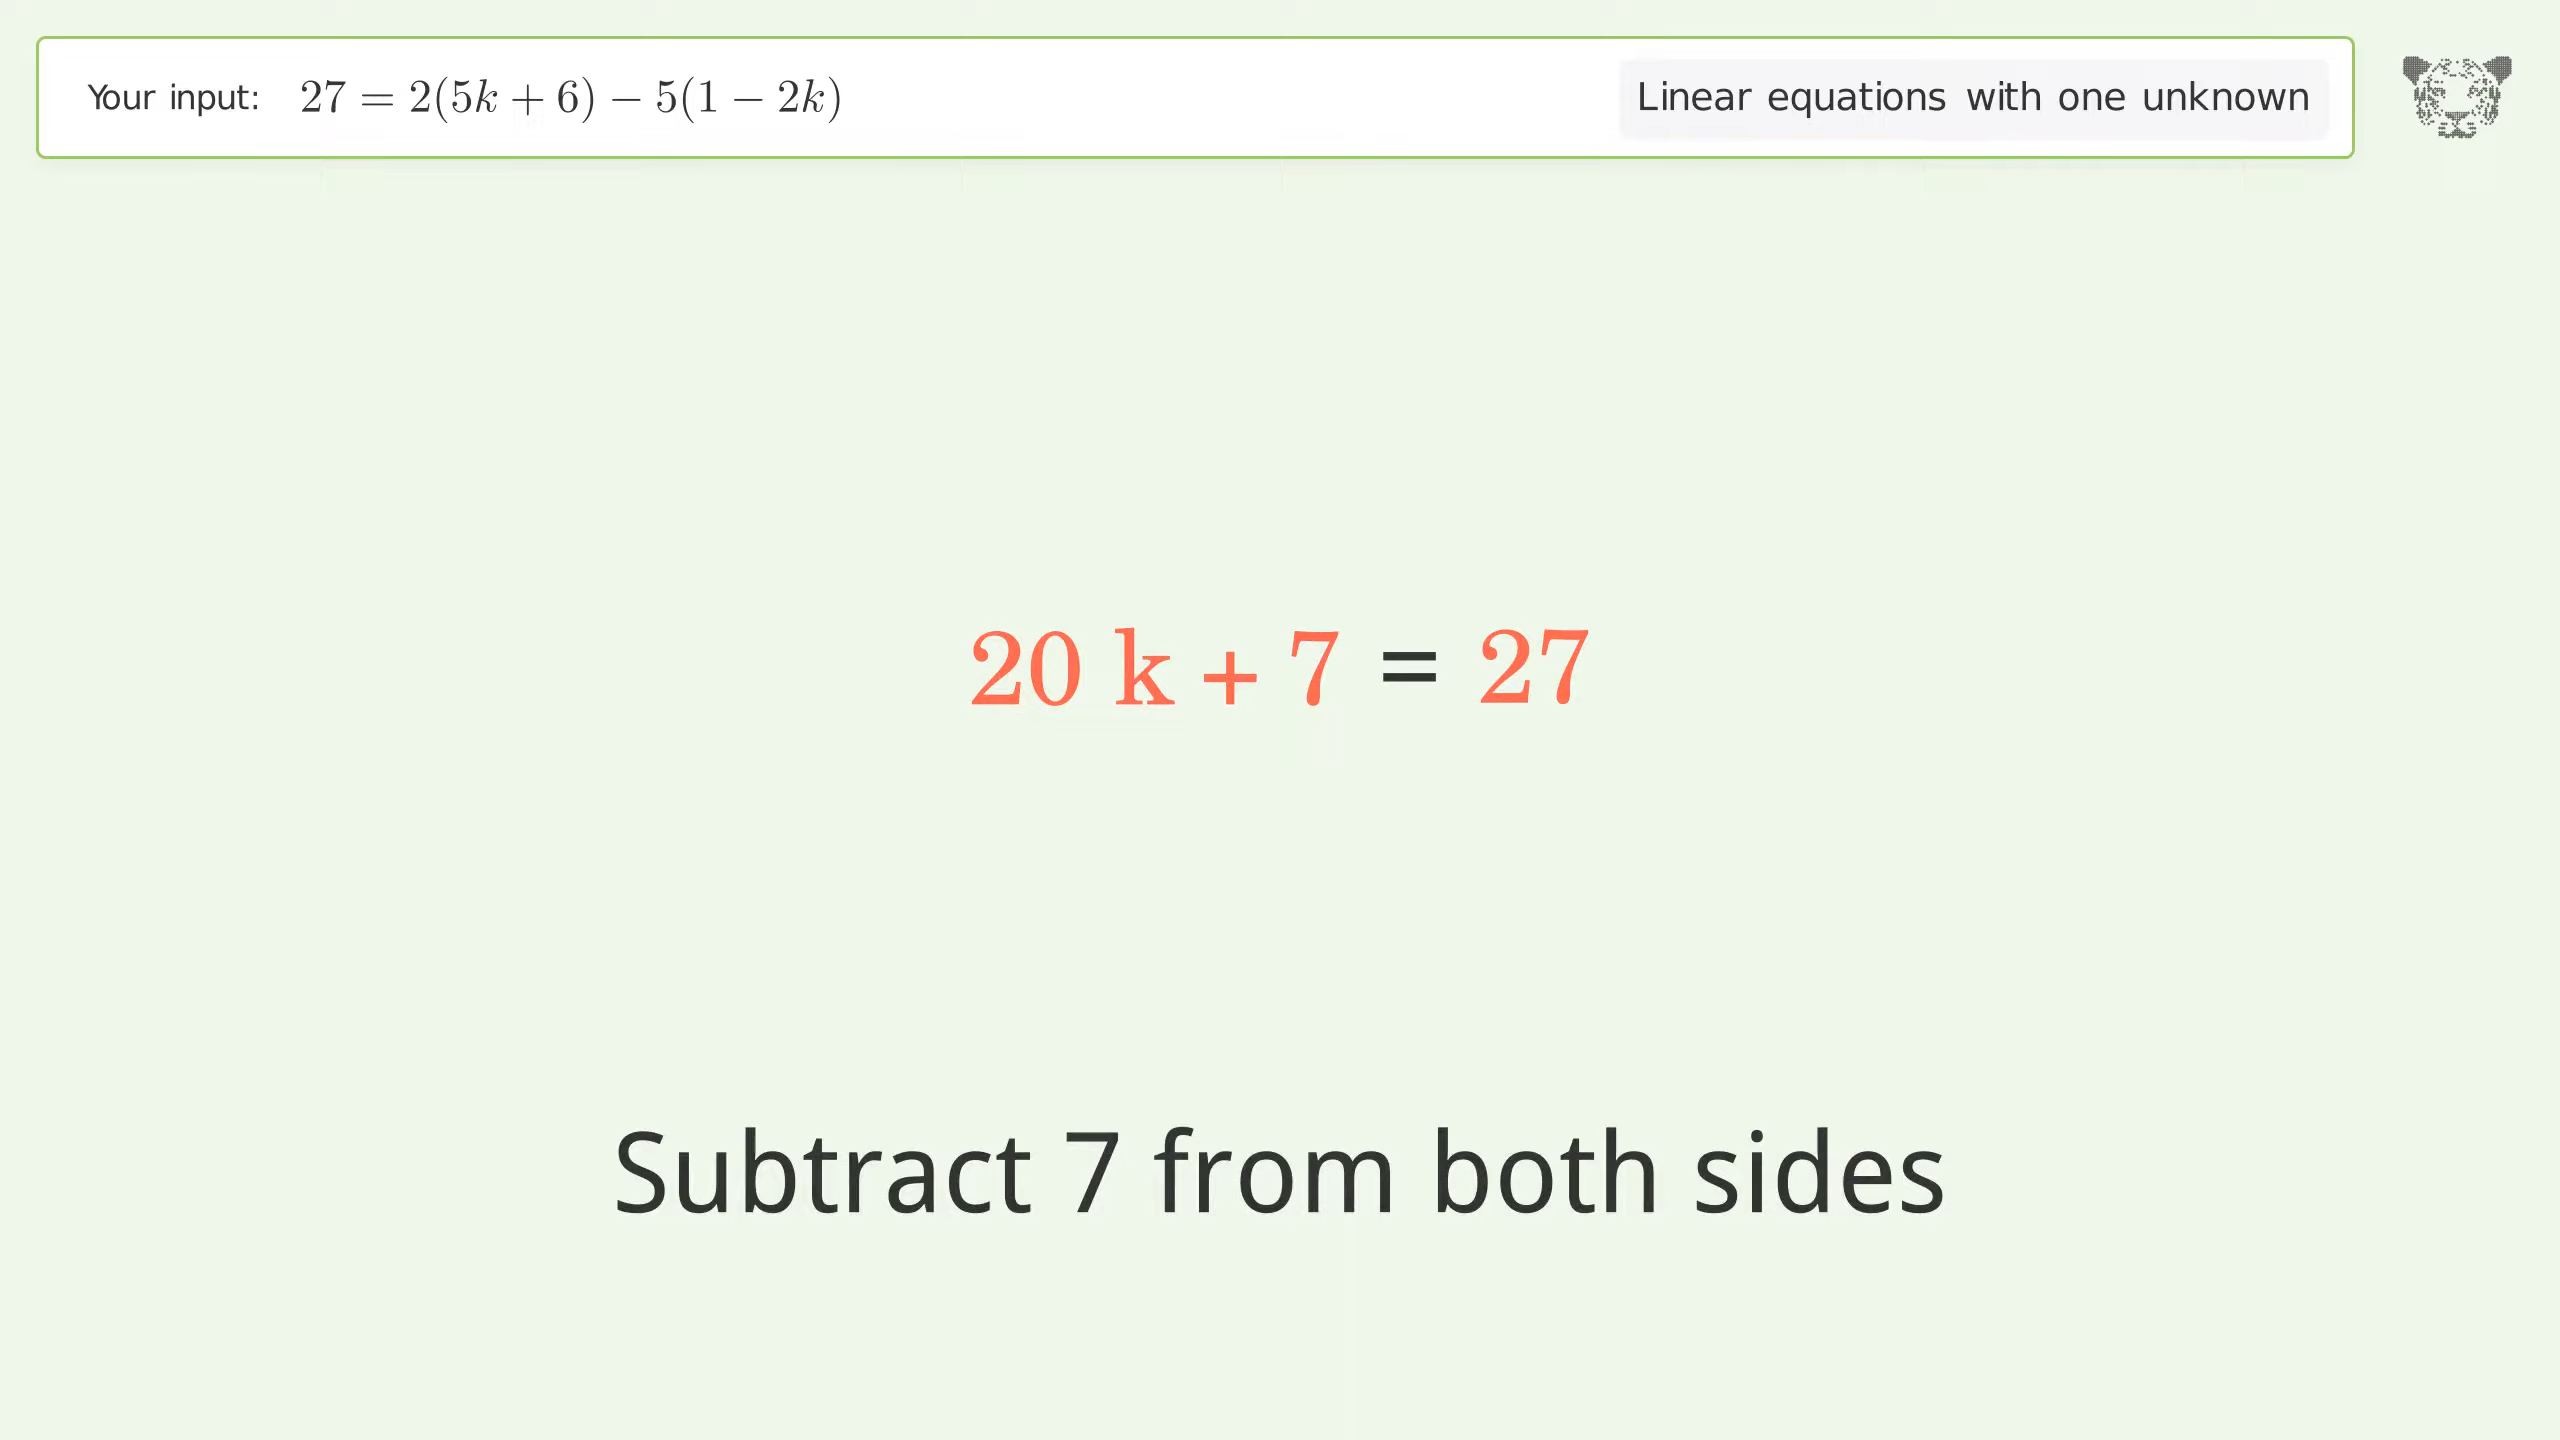 Your input: 27 = 2(5k + 6) − 5(1 − 2k)
Linear equations with one unknown
20 k + 7 = 27
Subtract 7 from both sides